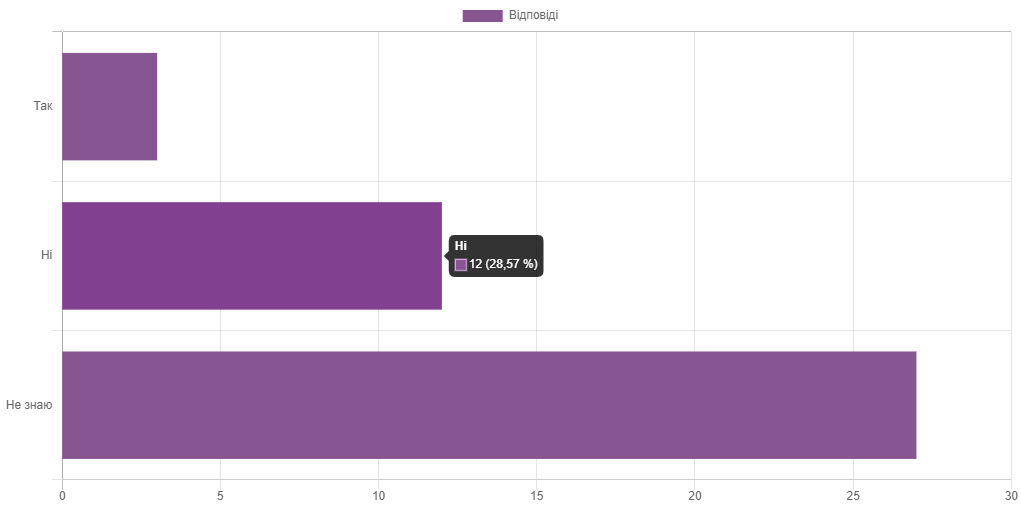 Відповіді
Так
Ні
Ні
12 (28,57 %)
Не знаю
0 5 10 15 20 25 30